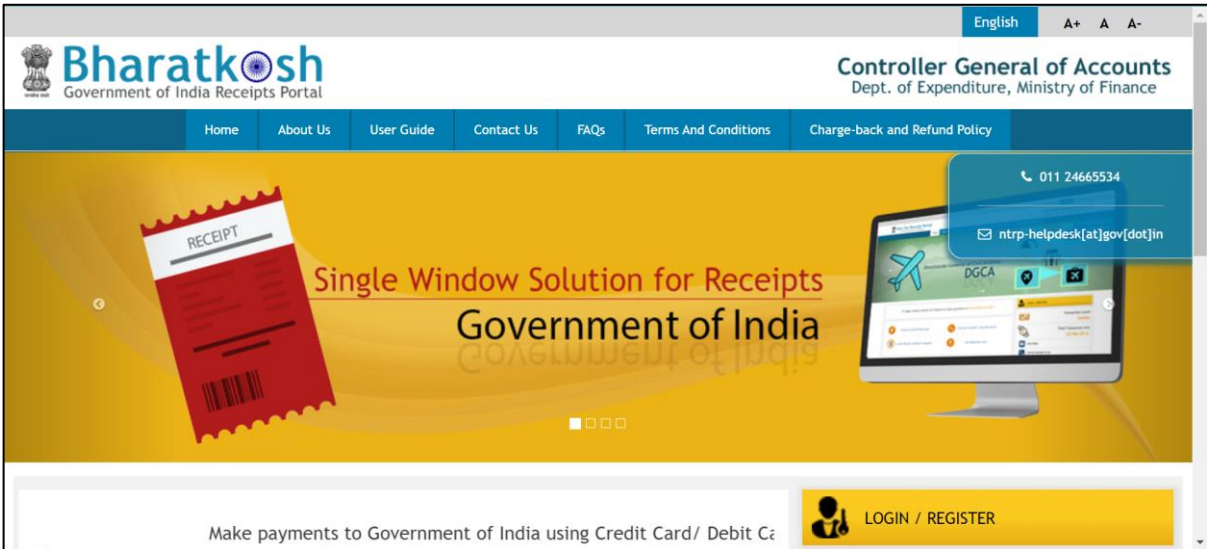 English A+ A A-
Bharatkosh
Government of India Receipts Portal
Controller General of Accounts
Dept. of Expenditure, Ministry of Finance
Home About Us User Guide Contact Us FAQs Terms And Conditions Charge-back and Refund Policy
011 24665534
ntrp-helpdesk[at]gov[dot]in
RECEIPT
Single Window Solution for Receipts
Government of India
DGCA
Make payments to Government of India using Credit Card/ Debit Ca
LOGIN / REGISTER